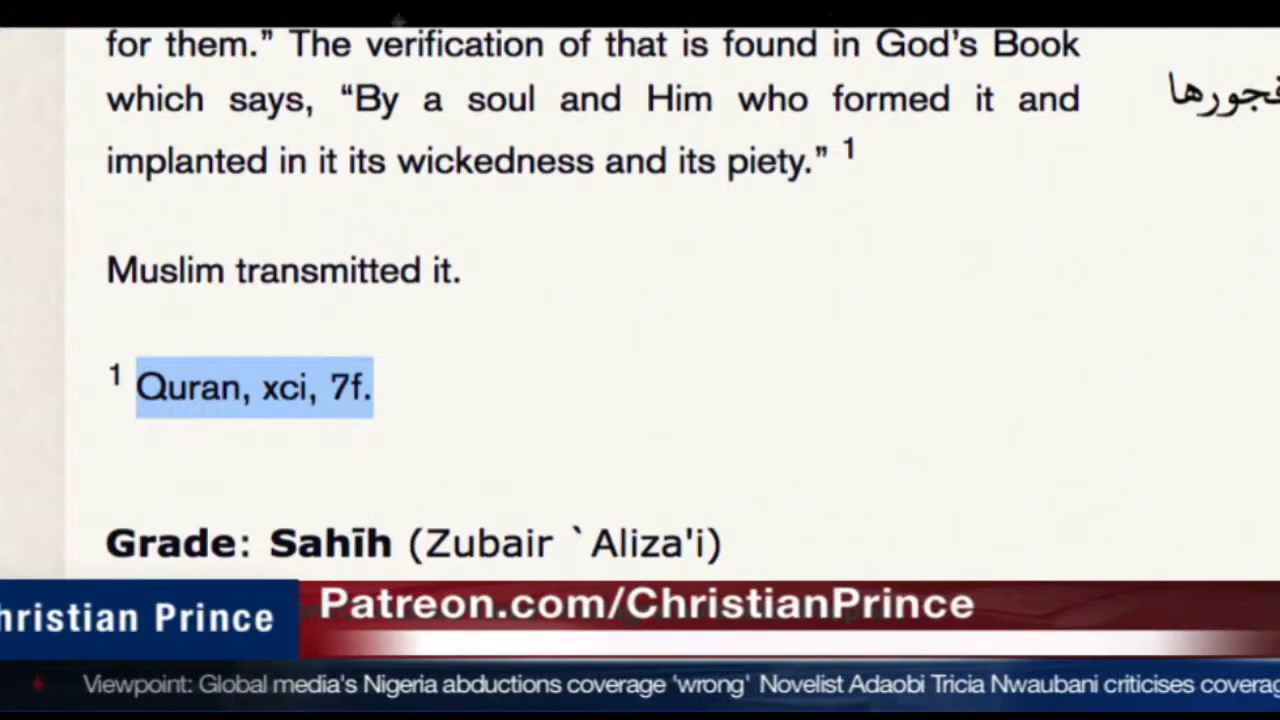 for them.” The verification of that is found in God’s Book
which says, “By a soul and Him who formed it and
فجورها
implanted in it its wickedness and its piety.” 1
Muslim transmitted it.
1 Quran, xci, 7f.
Grade: Sahīh (Zubair `Aliza'i)
hristian Prince
Patreon.com/ChristianPrince
Viewpoint: Global media's Nigeria abductions coverage 'wrong' Novelist Adaobi Tricia Nwaubani criticises coverag